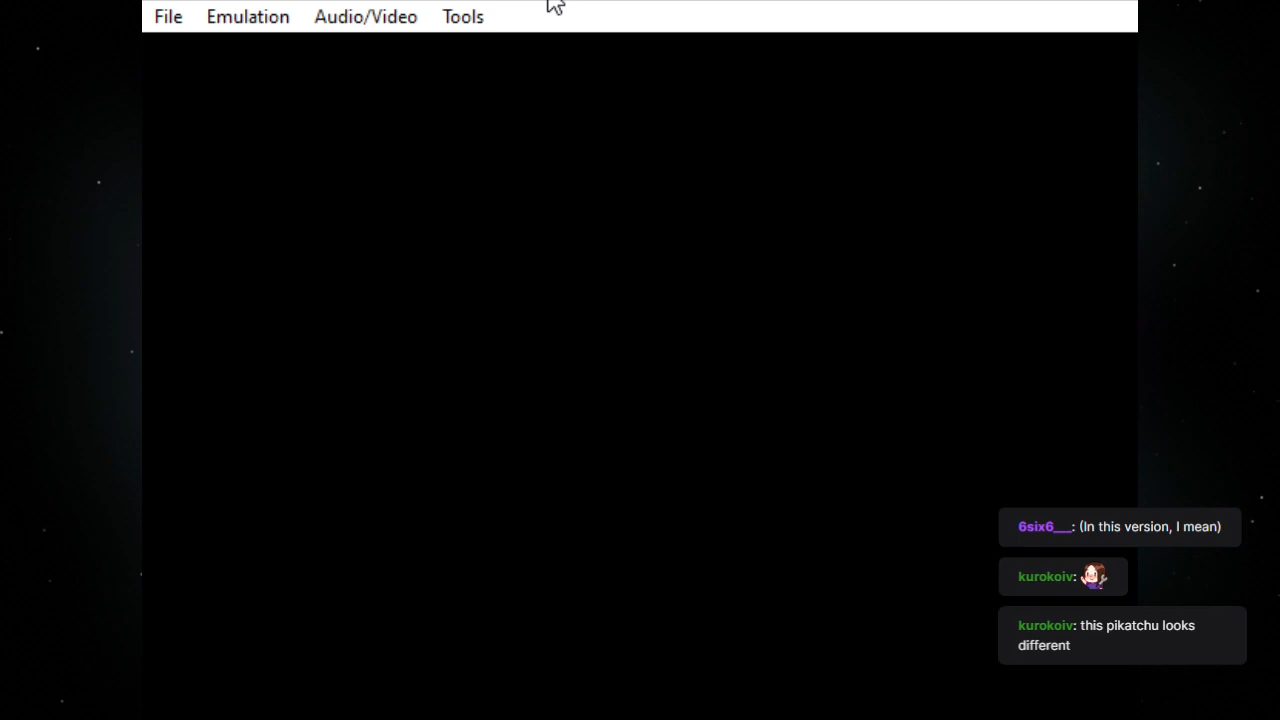 File Emulation Audio/Video Tools
6six6__: (In this version, I mean)
kurokoiv:
kurokoiv: this pikatchu looks
different